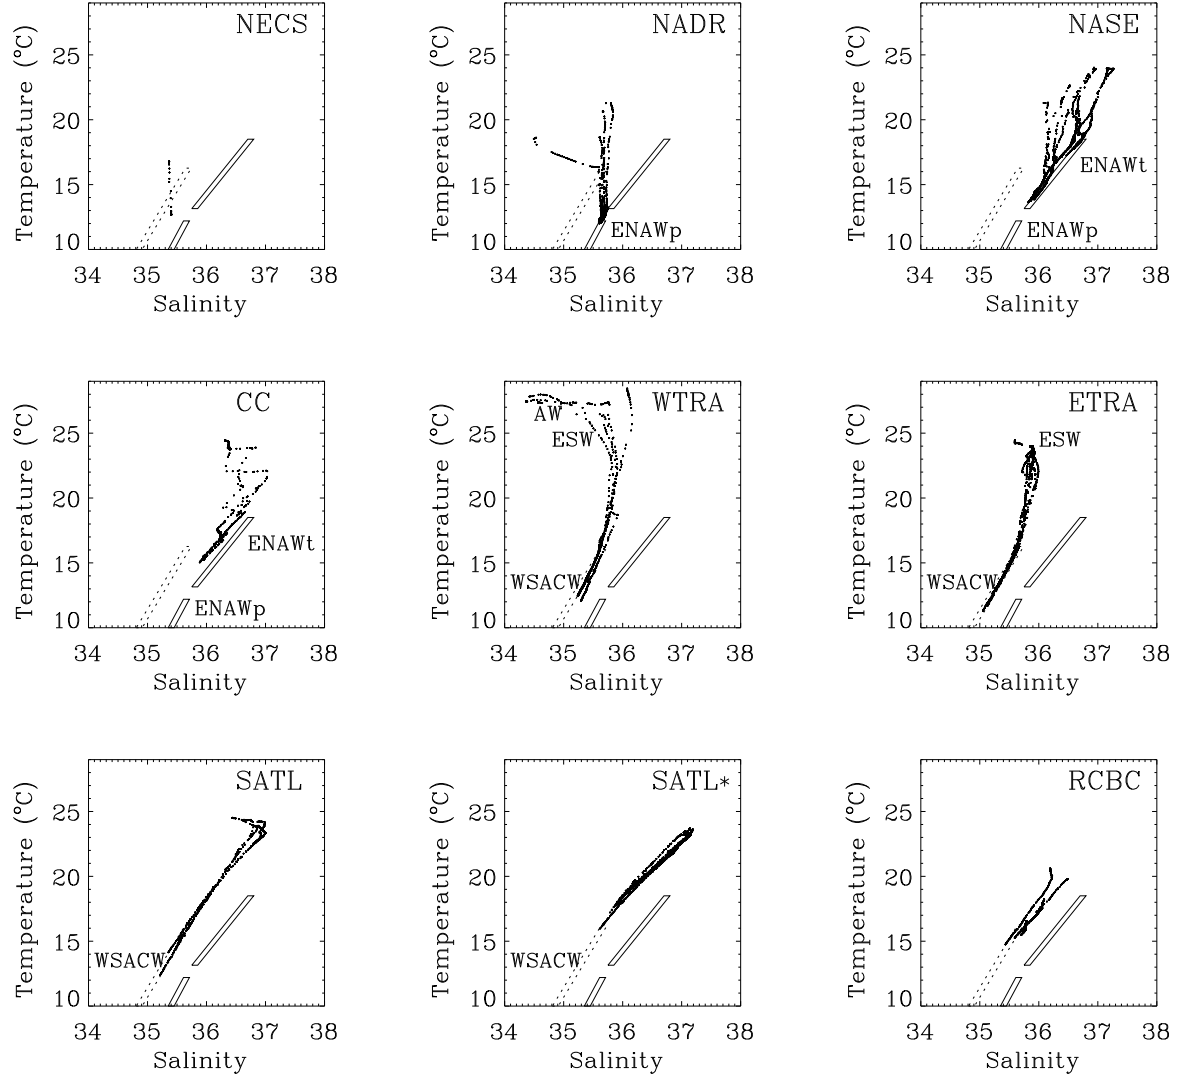 NECS
Temperature (°C)
25
20
15
10
34 35 36 37 38
Salinity
NADR
Temperature (°C)
25
20
15
10
ENAWp
34 35 36 37 38
Salinity
NASE
Temperature (°C)
25
20
15
10
ENAWt
ENAWp
34 35 36 37 38
Salinity
CC
Temperature (°C)
25
20
15
10
ENAWt
ENAWp
34 35 36 37 38
Salinity
WTRA
Temperature (°C)
25
20
15
10
AW
ESW
WSACW
34 35 36 37 38
Salinity
ETRA
Temperature (°C)
25
20
15
10
ESW
WSACW
34 35 36 37 38
Salinity
SATL
Temperature (°C)
25
20
15
10
WSACW
34 35 36 37 38
Salinity
SATL*
Temperature (°C)
25
20
15
10
WSACW
34 35 36 37 38
Salinity
RCBC
Temperature (°C)
25
20
15
10
34 35 36 37 38
Salinity